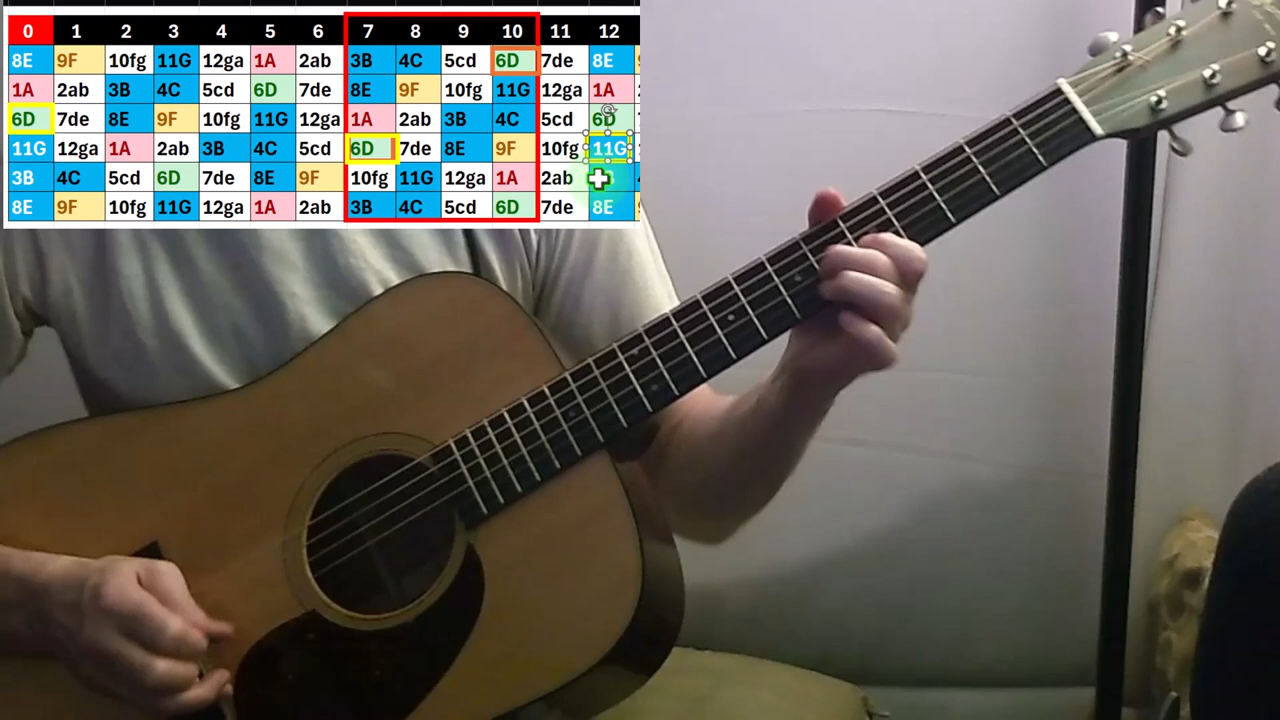 0 1 2 3 4 5 6 7 8 9 10 11 12
8E 9F 10fg 11G 12ga 1A 2ab 3B 4C 5cd 6D 7de 8E
1A 2ab 3B 4C 5cd 6D 7de 8E 9F 10fg 11G 12ga 1A
6D 7de 8E 9F 10fg 11G 12ga 1A 2ab 3B 4C 5cd 6D
11G 12ga 1A 2ab 3B 4C 5cd 6D 7de 8E 9F 10fg 11G
3B 4C 5cd 6D 7de 8E 9F 10fg 11G 12ga 1A 2ab
8E 9F 10fg 11G 12ga 1A 2ab 3B 4C 5cd 6D 7de 8E